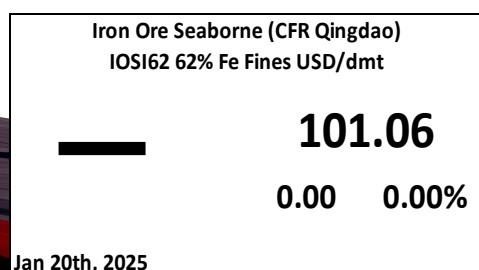 Iron Ore Seaborne (CFR Qingdao)
IOSI62 62% Fe Fines USD/dmt
101.06
0.00 0.00%
Jan 20th, 2025